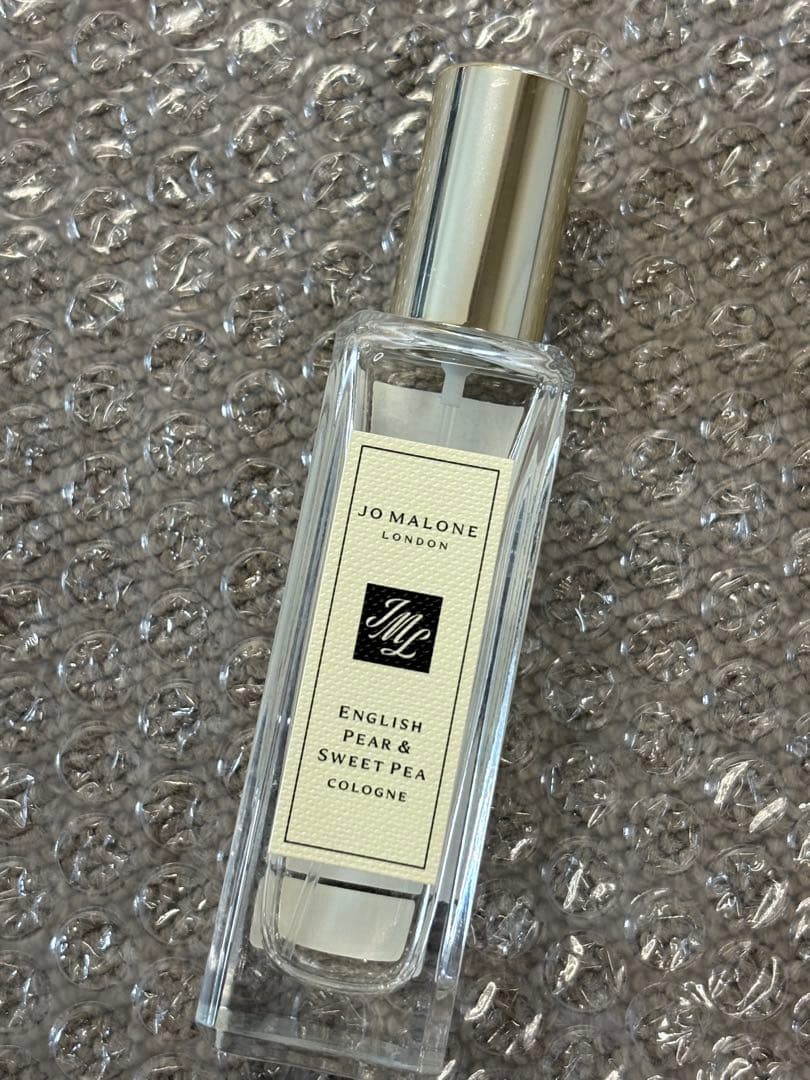 JO MALONE
LONDON
JML
ENGLISH
PEAR &
SWEET PEA
COLOGNE